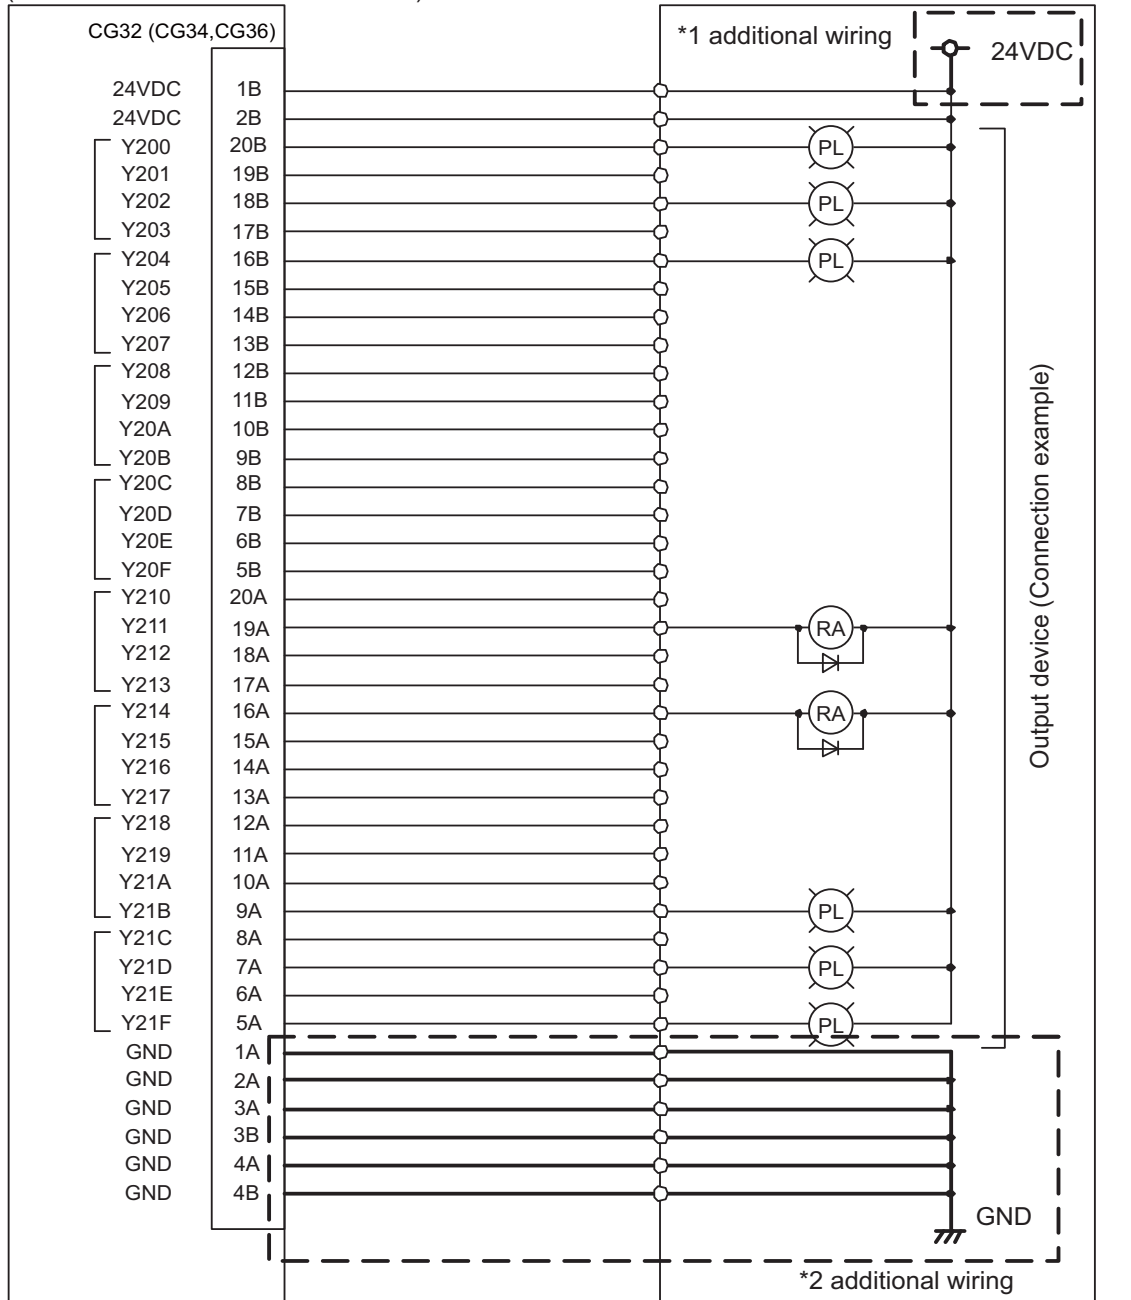 CG32 (CG34,CG36)
*1 additional wiring
24VDC
24VDC 1B
24VDC 2B
Y200 20B PL
Y201 19B
Y202 18B PL
Y203 17B
Y204 16B PL
Y205 15B
Y206 14B
Y207 13B
Y208 12B
Y209 11B
Y20A 10B
Y20B 9B
Y20C 8B
Y20D 7B
Y20E 6B
Y20F 5B
Y210 20A
Y211 19A RA
Y212 18A
Y213 17A
Y214 16A RA
Y215 15A
Y216 14A
Y217 13A
Y218 12A
Y219 11A
Y21A 10A
Y21B 9A PL
Y21C 8A
Y21D 7A PL
Y21E 6A
Y21F 5A PL
Output device (Connection example)
GND 1A
GND 2A
GND 3A
GND 3B
GND 4A
GND 4B
GND
*2 additional wiring